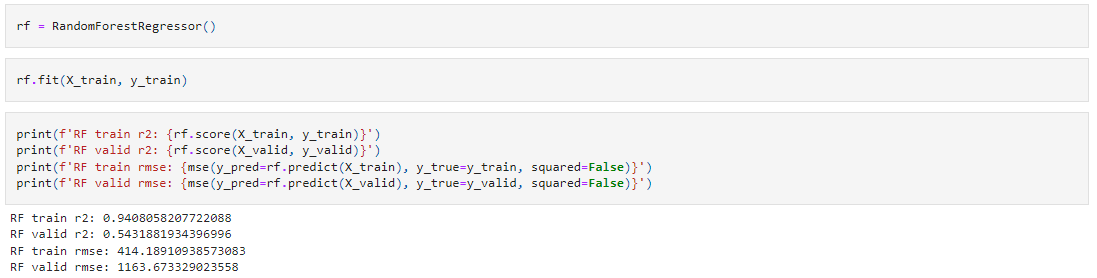 rf = RandomForestRegressor()
rf.fit(X_train, y_train)
print(f'RF train r2: {rf.score(X_train, y_train)}')
print(f'RF valid r2: {rf.score(X_valid, y_valid)}')
print(f'RF train rmse: {mse(y_pred=rf.predict(X_train), y_true=y_train, squared=False)}')
print(f'RF valid rmse: {mse(y_pred=rf.predict(X_valid), y_true=y_valid, squared=False)}')
RF train r2: 0.9408058207722088
RF valid r2: 0.5431881934396996
RF train rmse: 414.18910938573083
RF valid rmse: 1163.673329023558